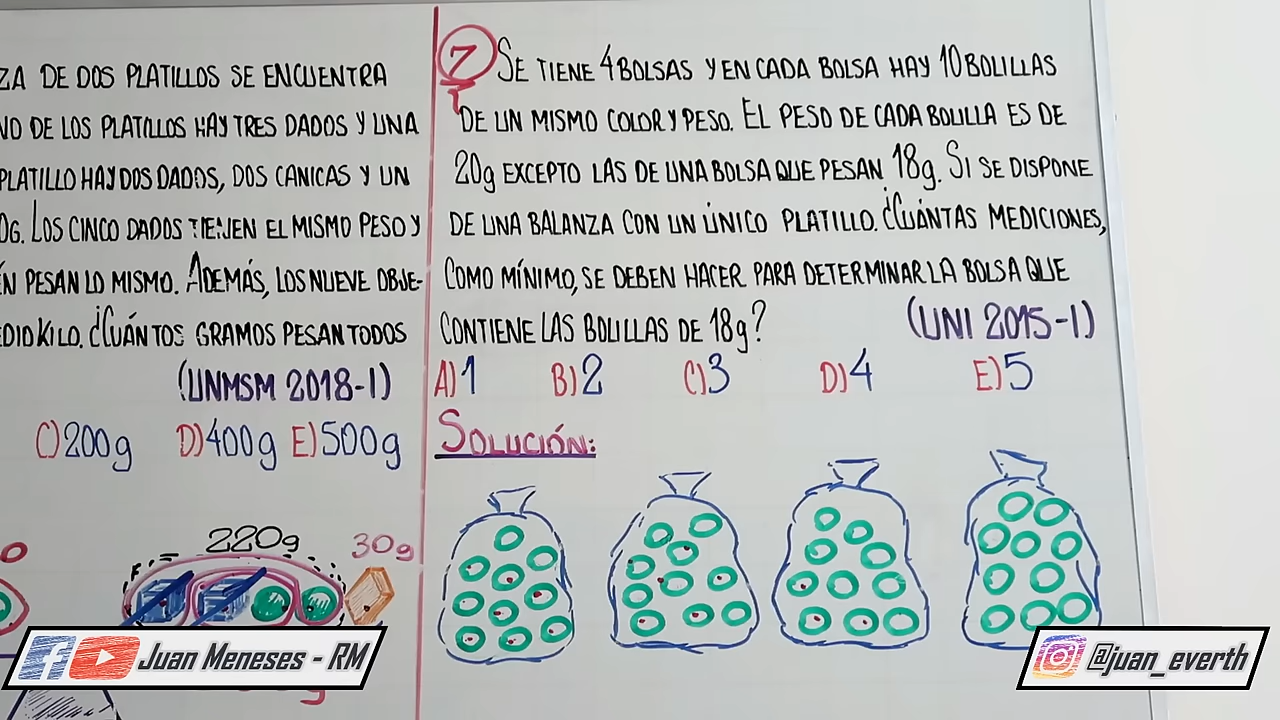 ZA DE DOS PLATILLOS SE ENCUENTRA
NO DE LOS PLATILLOS HAY TRES DADOS Y UNA
PLATILLO HAY DOS DADOS, DOS CANICAS Y UN
0G. LOS CINCO DADOS TIENEN EL MISMO PESO Y
ÉN PESAN LO MISMO. ADEMÁS, LOS NUEVE OBJE-
DIO KILO. ¿CUÁNTOS GRAMOS PESAN TODOS
(UNMSM 2018-I)
C) 200g D) 400g E) 500g
220g 30g
7 SE TIENE 4 BOLSAS Y EN CADA BOLSA HAY 10 BOLILLAS
DE UN MISMO COLOR Y PESO. EL PESO DE CADA BOLILLA ES DE
20g EXCEPTO LAS DE UNA BOLSA QUE PESAN 18g. SI SE DISPONE
DE UNA BALANZA CON UN ÚNICO PLATILLO. ¿CUÁNTAS MEDICIONES,
COMO MÍNIMO, SE DEBEN HACER PARA DETERMINAR LA BOLSA QUE
CONTIENE LAS BOLILLAS DE 18g? (UNI 2015-I)
A) 1 B) 2 C) 3 D) 4 E) 5
SOLUCIÓN:
Juan Meneses - RM
@juan_everth